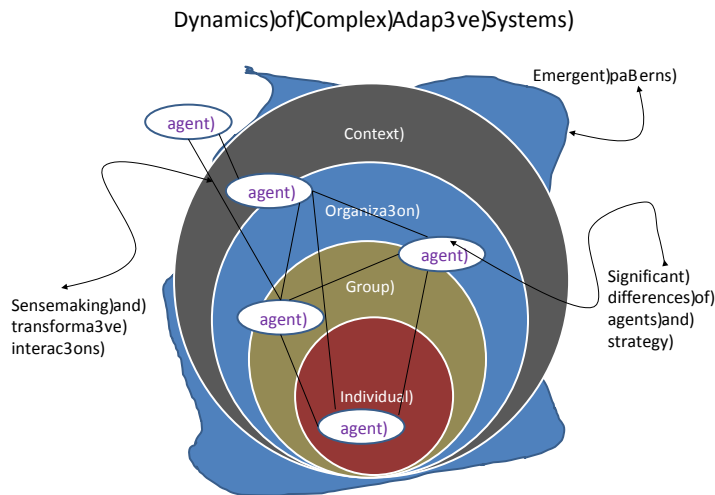 Dynamics)of)Complex)Adap3ve)Systems)
Emergent)paBerns)
agent)
Context)
agent)
Organiza3on)
agent)
Group)
Significant)
differences)of)
agents)and)
strategy)
Sensemaking)and)
transforma3ve)
interac3ons)
agent)
Individual)
agent)